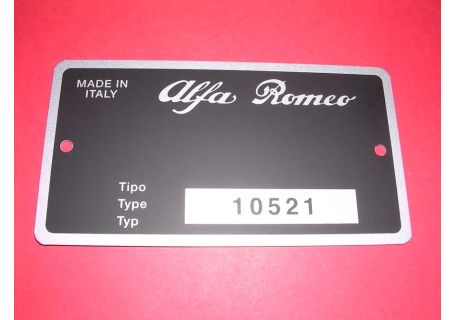 MADE IN
ITALY
Alfa Romeo
Tipo
Type 10521
Typ